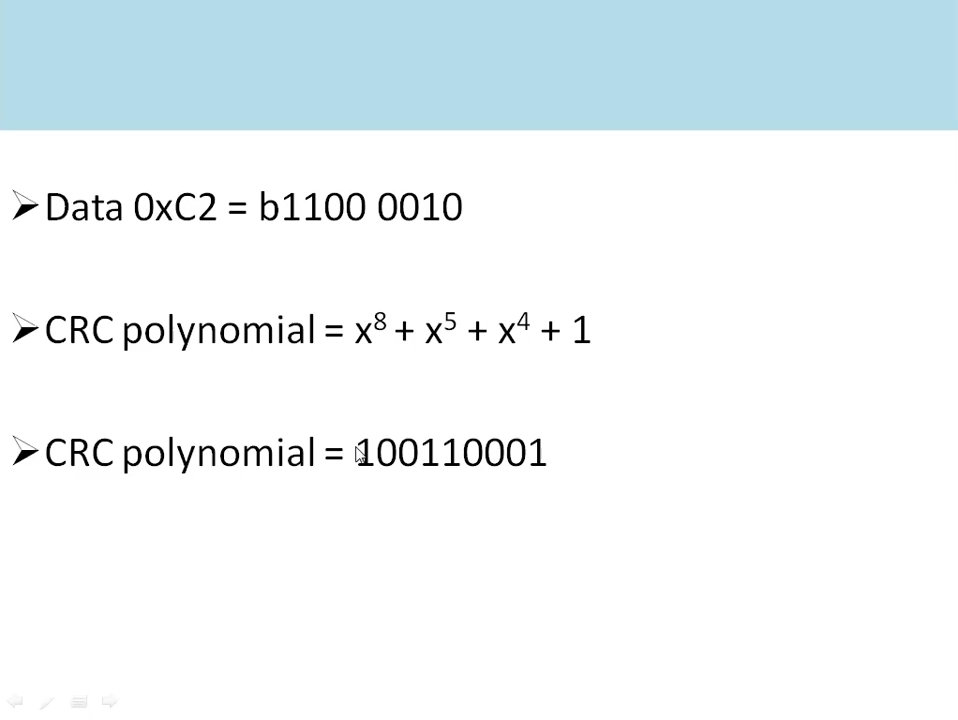 Data 0xC2 = b1100 0010
CRC polynomial = x⁸ + x⁵ + x⁴ + 1
CRC polynomial = 100110001